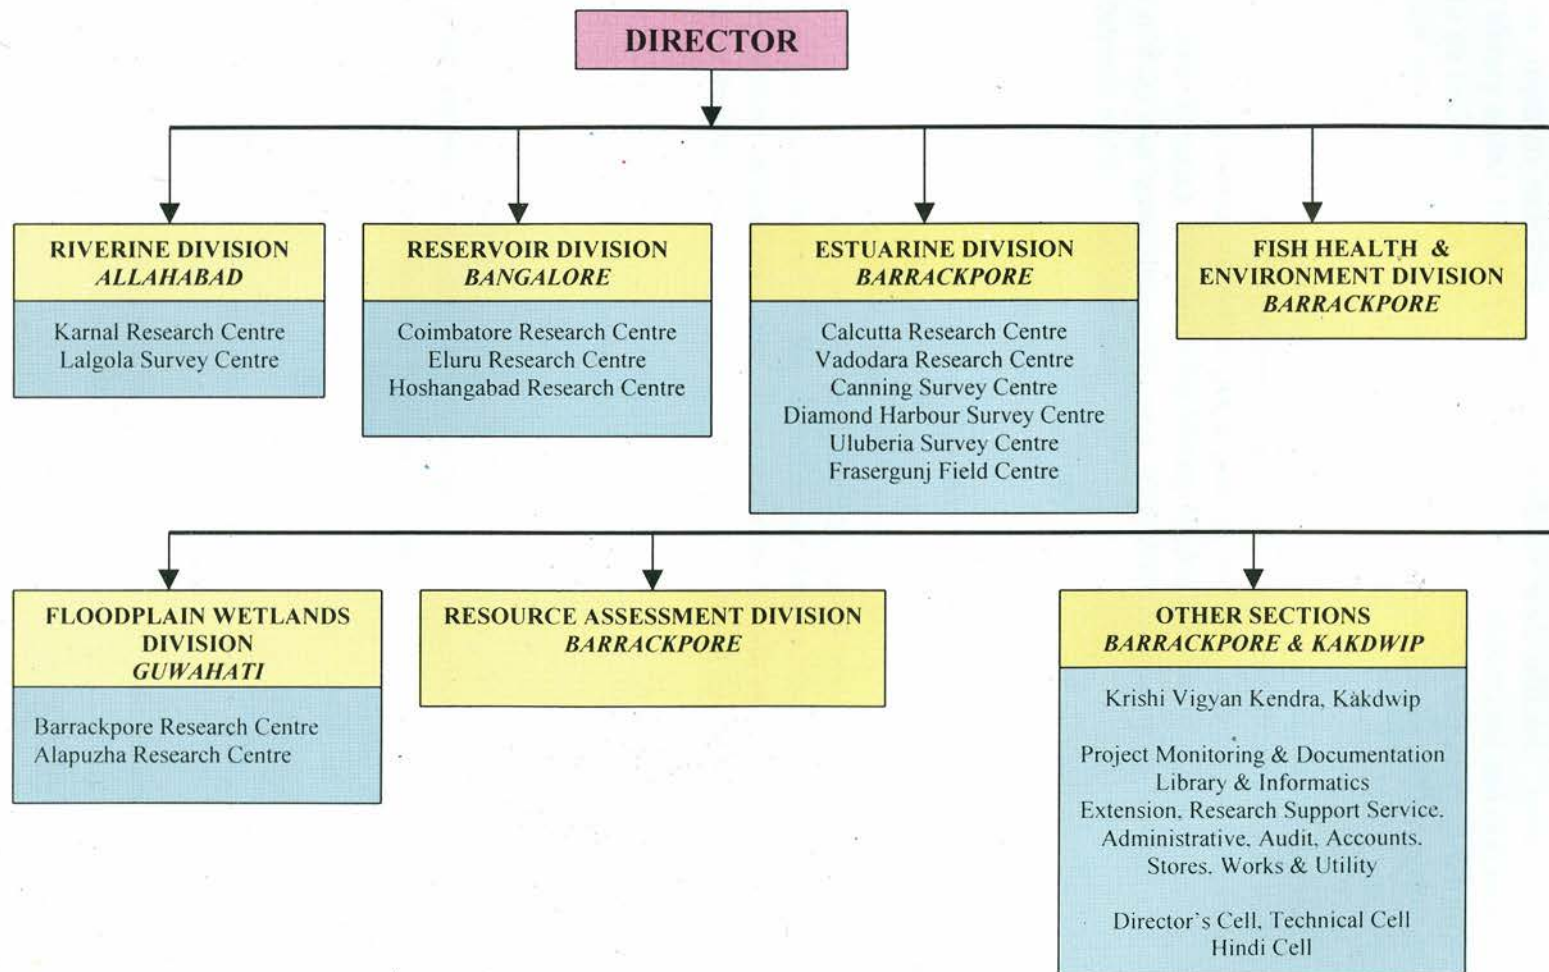 DIRECTOR
RIVERINE DIVISION
ALLAHABAD
Karnal Research Centre
Lalgola Survey Centre
RESERVOIR DIVISION
BANGALORE
Coimbatore Research Centre
Eluru Research Centre
Hoshangabad Research Centre
ESTUARINE DIVISION
BARRACKPORE
Calcutta Research Centre
Vadodara Research Centre
Canning Survey Centre
Diamond Harbour Survey Centre
Uluberia Survey Centre
Frasergunj Field Centre
FISH HEALTH &
ENVIRONMENT DIVISION
BARRACKPORE
FLOODPLAIN WETLANDS
DIVISION
GUWAHATI
Barrackpore Research Centre
Alapuzha Research Centre
RESOURCE ASSESSMENT DIVISION
BARRACKPORE
OTHER SECTIONS
BARRACKPORE & KAKDWIP
Krishi Vigyan Kendra, Kakdwip
Project Monitoring & Documentation
Library & Informatics
Extension, Research Support Service.
Administrative, Audit, Accounts.
Stores. Works & Utility
Director's Cell, Technical Cell
Hindi Cell